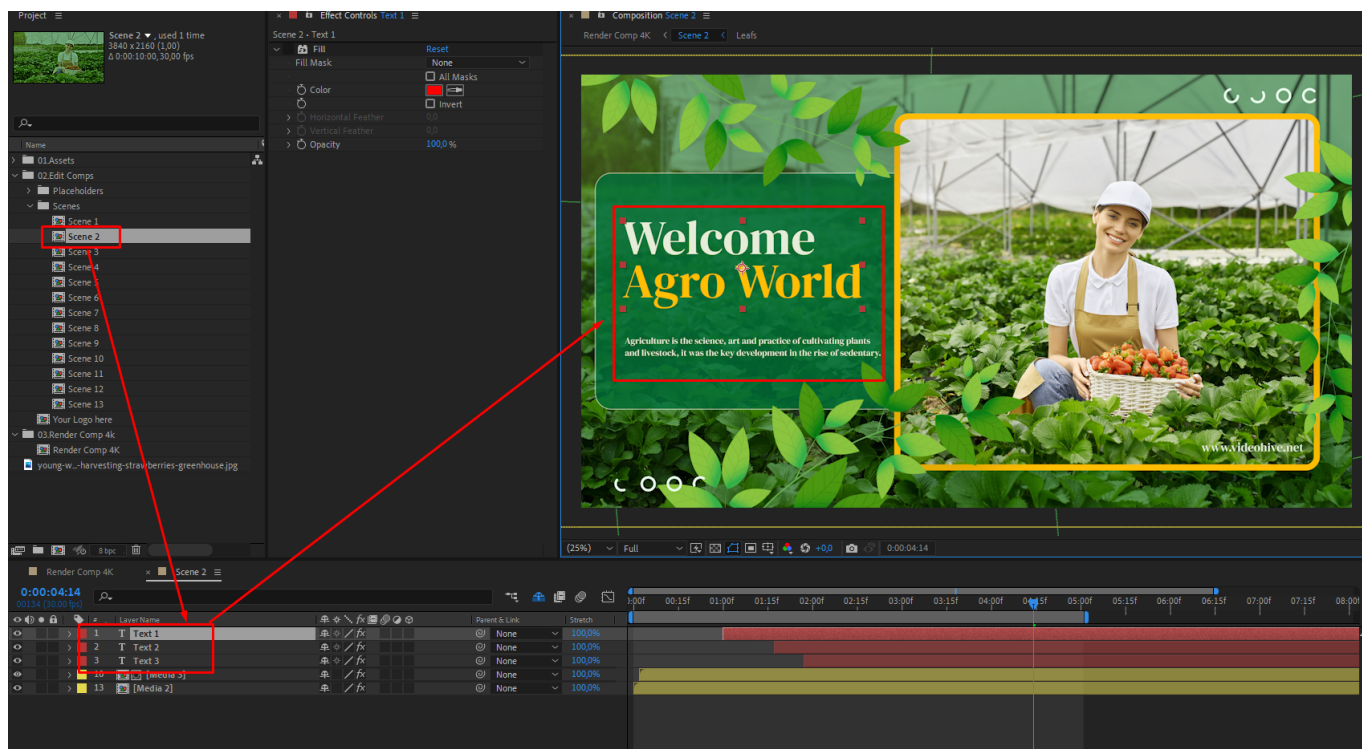 Project
Scene 2 , used 1 time
3840 x 2160 (1,00)
Δ 0:00:10:00, 30,00 fps
Name
01.Assets
02.Edit Comps
Placeholders
Scenes
Scene 1
Scene 2
Scene 3
Scene 4
Scene 5
Scene 6
Scene 7
Scene 8
Scene 9
Scene 10
Scene 11
Scene 12
Scene 13
Your Logo here
03.Render Comp 4k
Render Comp 4K
young-w...-harvesting-strawberries-greenhouse.jpg
8 bpc
Effect Controls Text 1
Scene 2 • Text 1
fx Fill Reset
Fill Mask None
All Masks
Color
Invert
Horizontal Feather 0,0
Vertical Feather 0,0
Opacity 100,0 %
Composition Scene 2
Render Comp 4K Scene 2 Leafs
Welcome
Agro World
Agriculture is the science, art and practice of cultivating plants
and livestock, it was the key development in the rise of sedentary.
www.videohive.net
(25%) Full +0,0 0:00:04:14
Render Comp 4K Scene 2
0:00:04:14
00134 (30.00 fps)
# Layer Name Parent & Link Stretch
1 T Text 1 None 100,0%
2 T Text 2 None 100,0%
3 T Text 3 None 100,0%
10 [Media 3] None 100,0%
13 [Media 2] None 100,0%
):00f 00:15f 01:00f 01:15f 02:00f 02:15f 03:00f 03:15f 04:00f 04:15f 05:00f 05:15f 06:00f 06:15f 07:00f 07:15f 08:00f